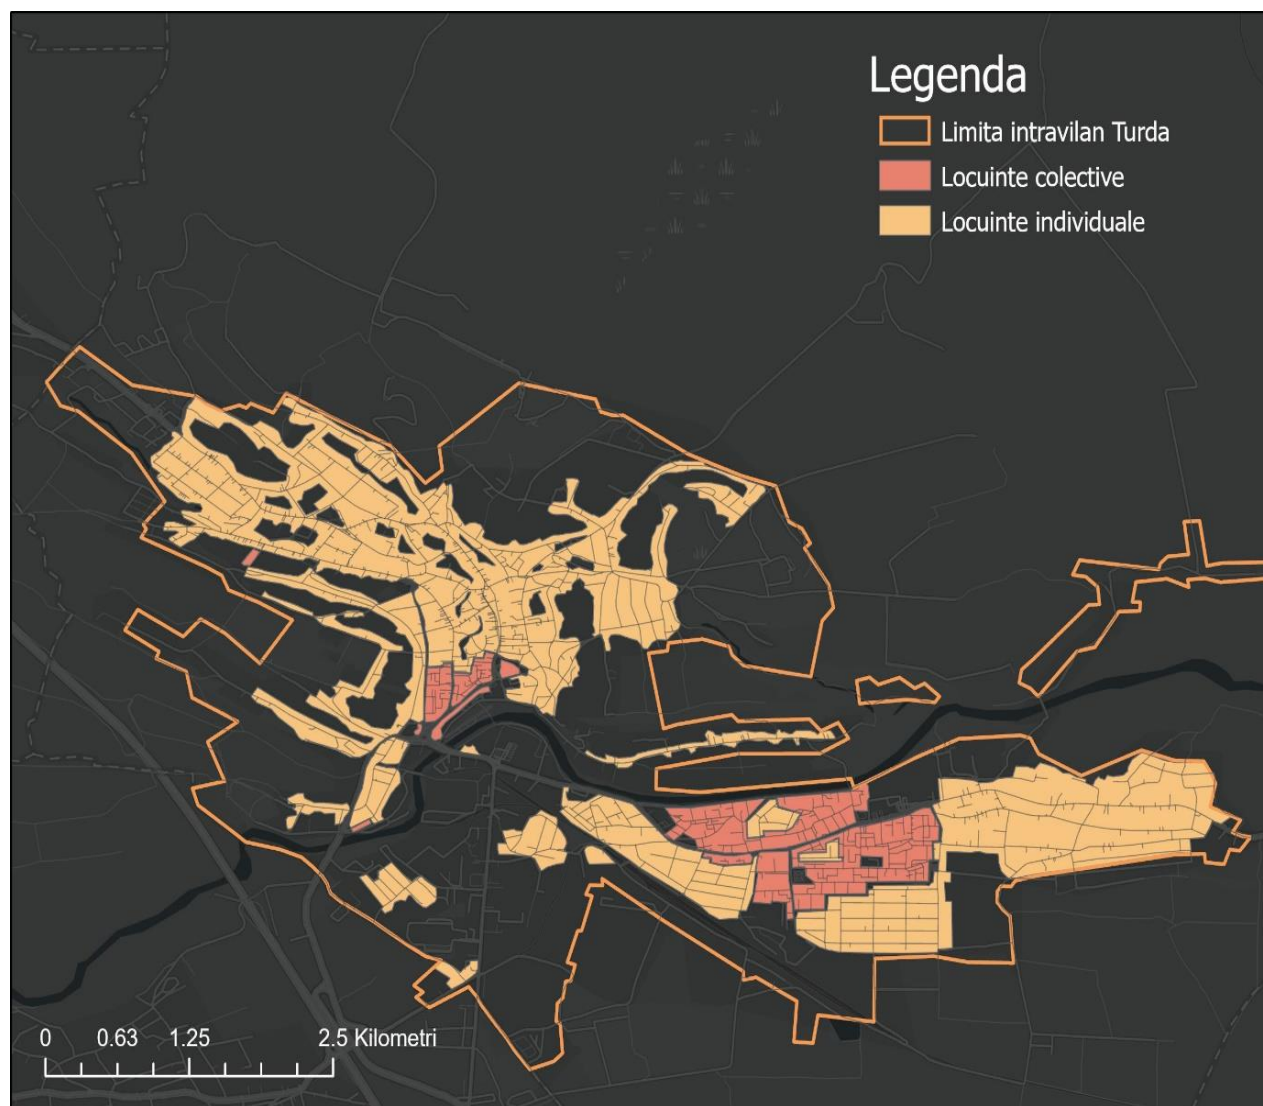 Legenda
Limita intravilan Turda
Locuinte colective
Locuinte individuale
0 0.63 1.25 2.5 Kilometri